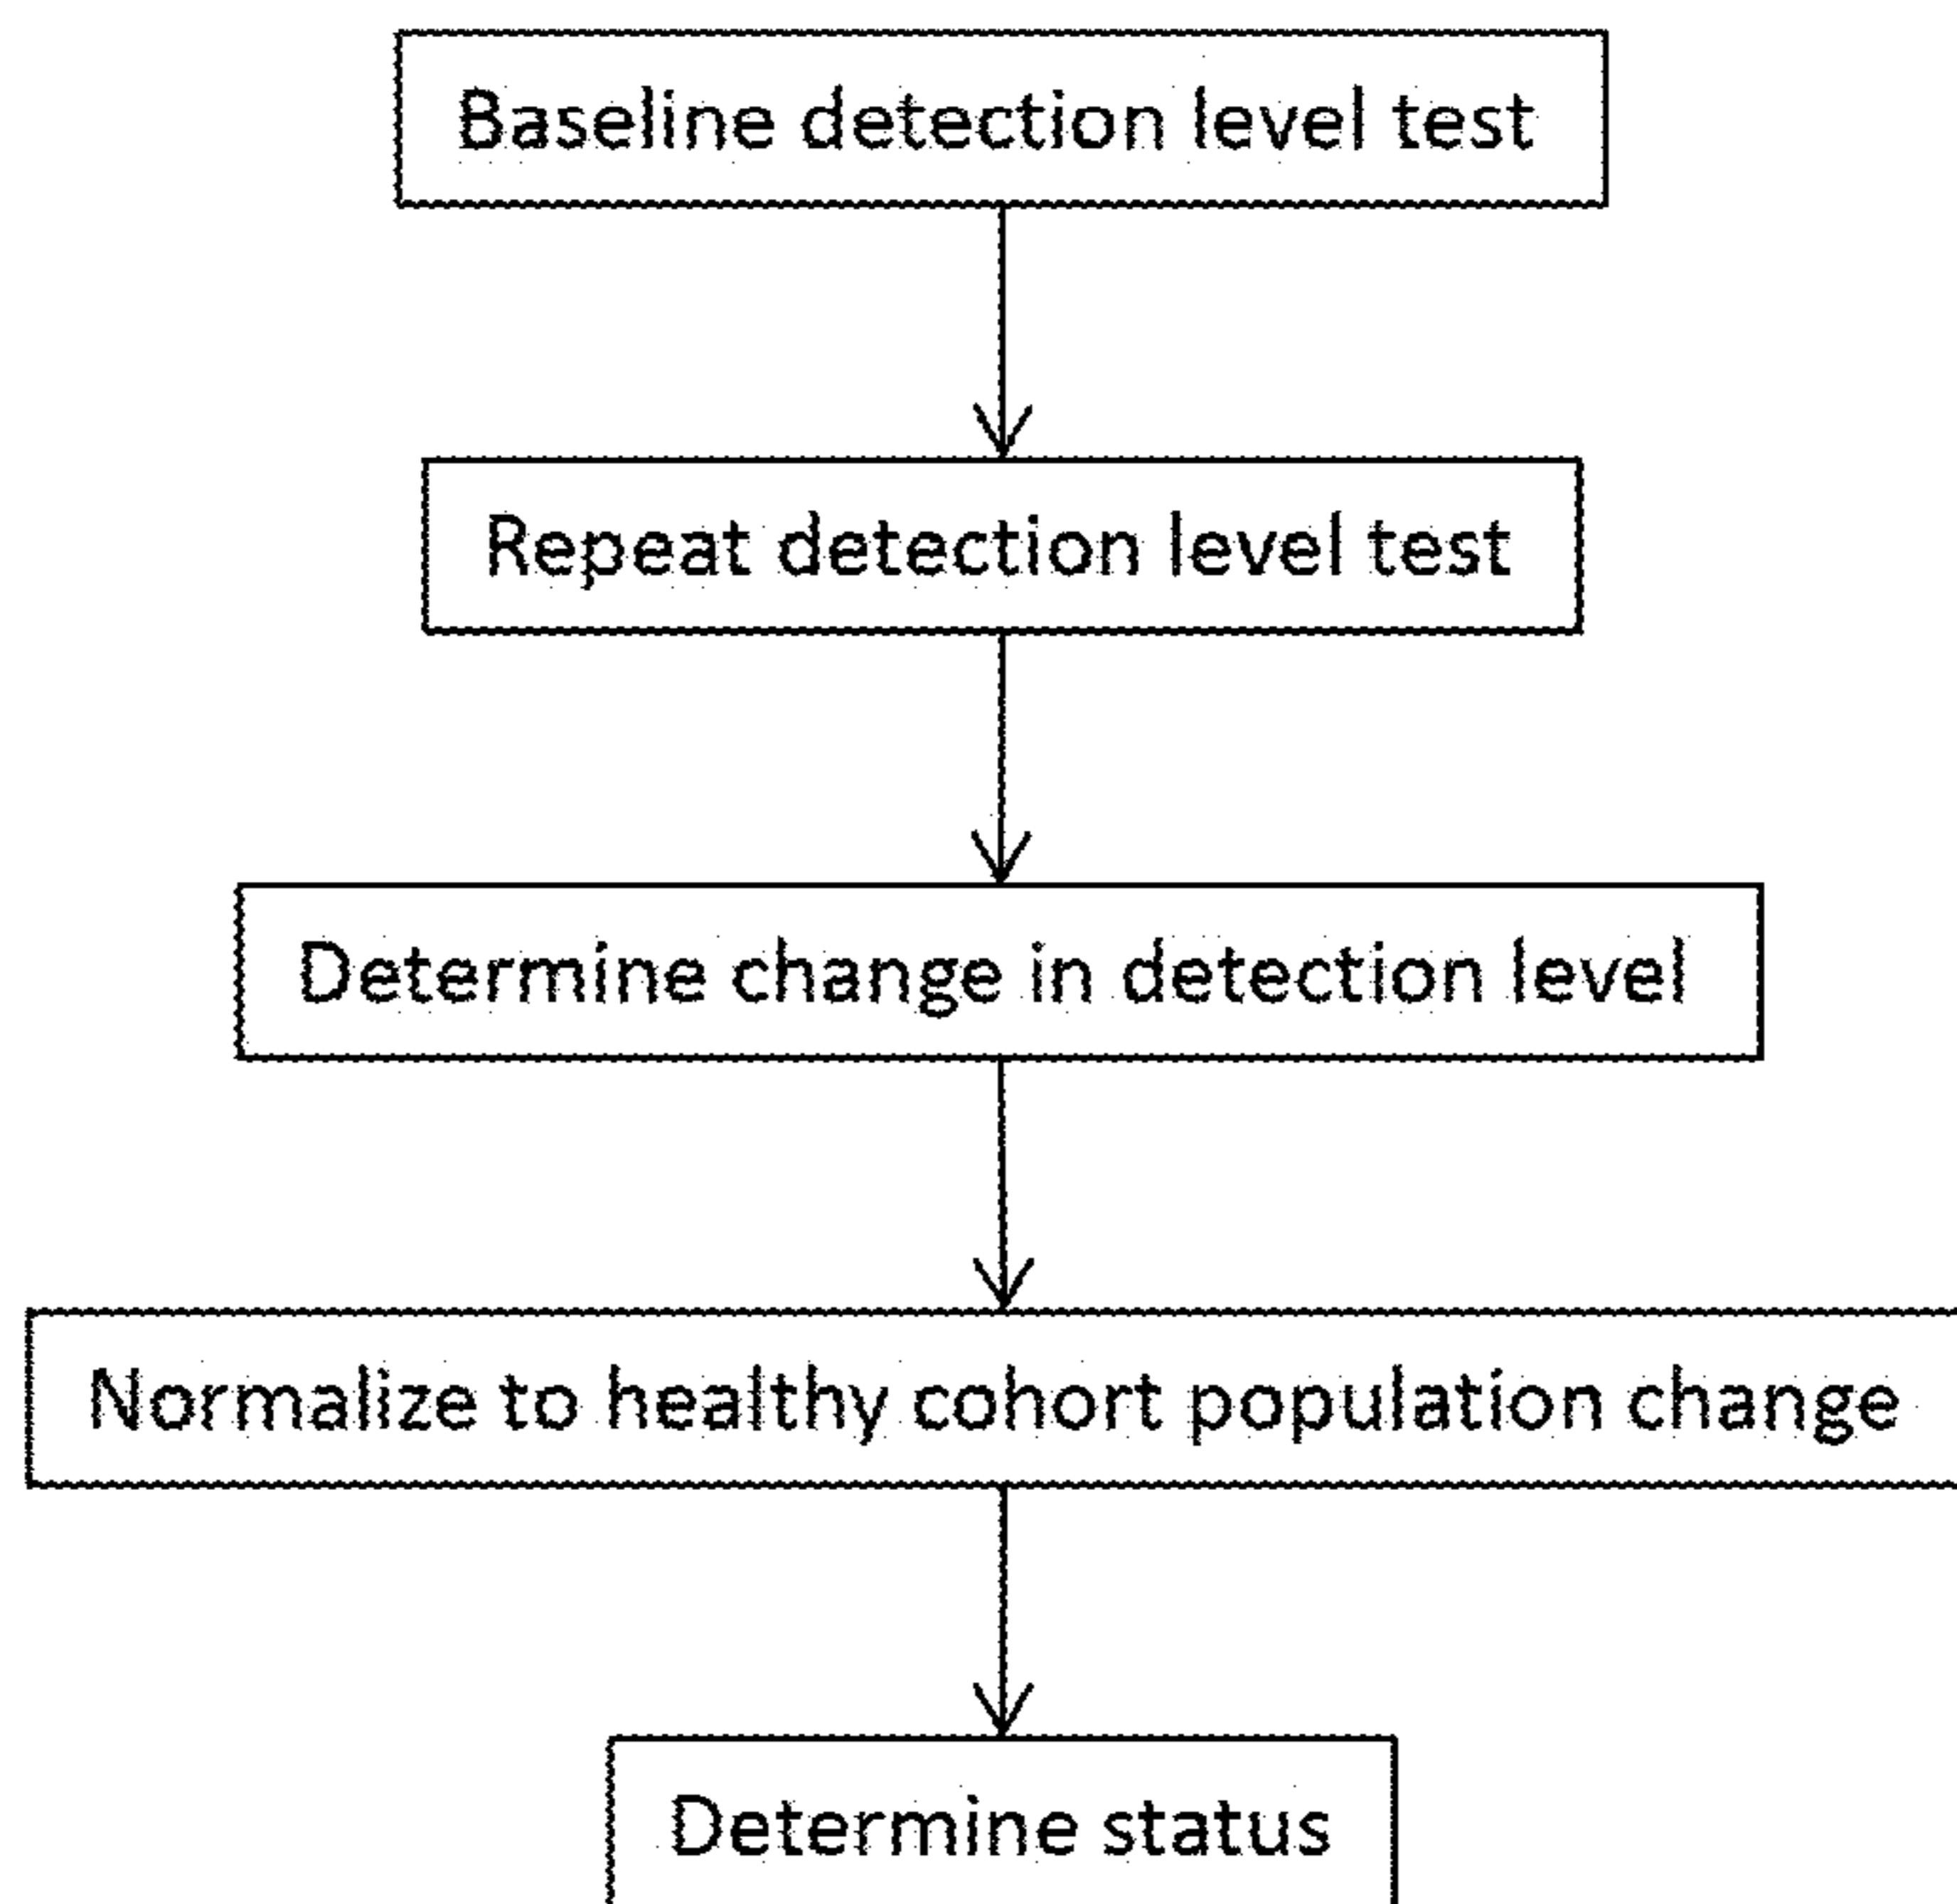 Baseline detection level test
Repeat detection level test
Determine change in detection level
Normalize to healthy cohort population change
Determine status